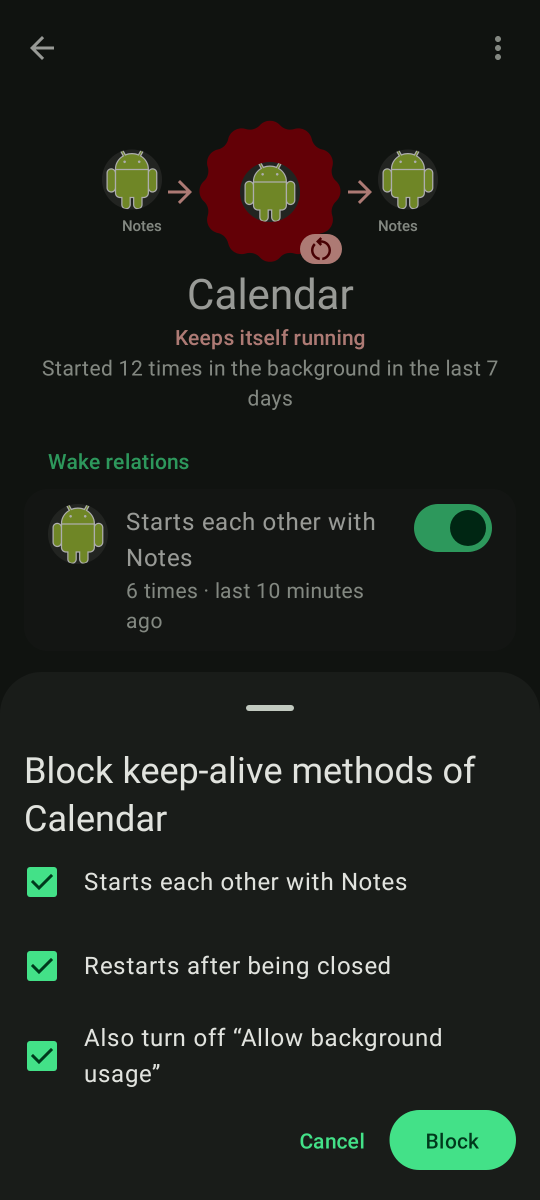 Notes
Notes
Calendar
Keeps itself running
Started 12 times in the background in the last 7
days
Wake relations
Starts each other with
Notes
6 times · last 10 minutes
ago
Block keep-alive methods of
Calendar
Starts each other with Notes
Restarts after being closed
Also turn off “Allow background
usage”
Cancel
Block